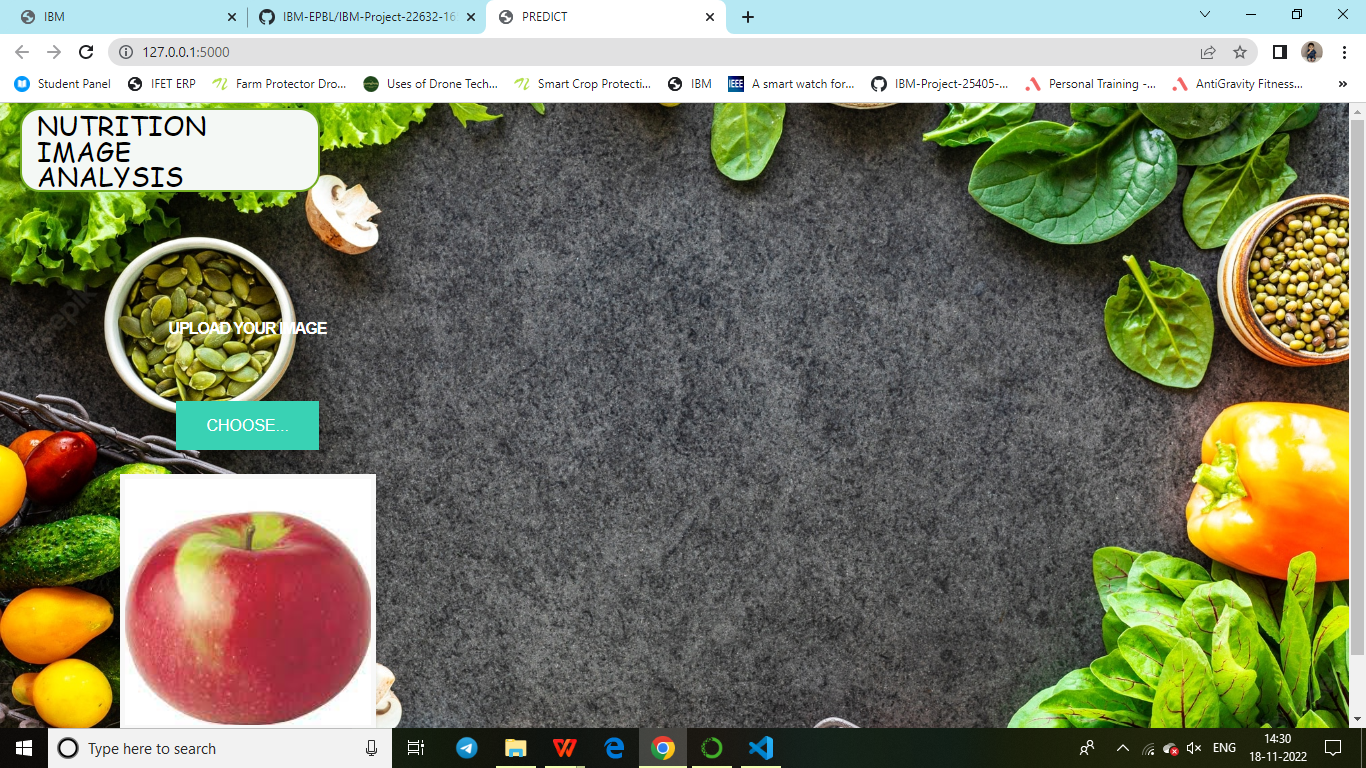 IBM
IBM-EPBL/IBM-Project-22632-16
PREDICT
127.0.0.1:5000
Student Panel
IFET ERP
Farm Protector Dro...
Uses of Drone Tech...
Smart Crop Protecti...
IBM
IEEE
A smart watch for...
IBM-Project-25405-...
Personal Training -...
AntiGravity Fitness...
»
NUTRITION
IMAGE
ANALYSIS
UPLOAD YOUR IMAGE
CHOOSE...
Type here to search
ENG
14:30
18-11-2022